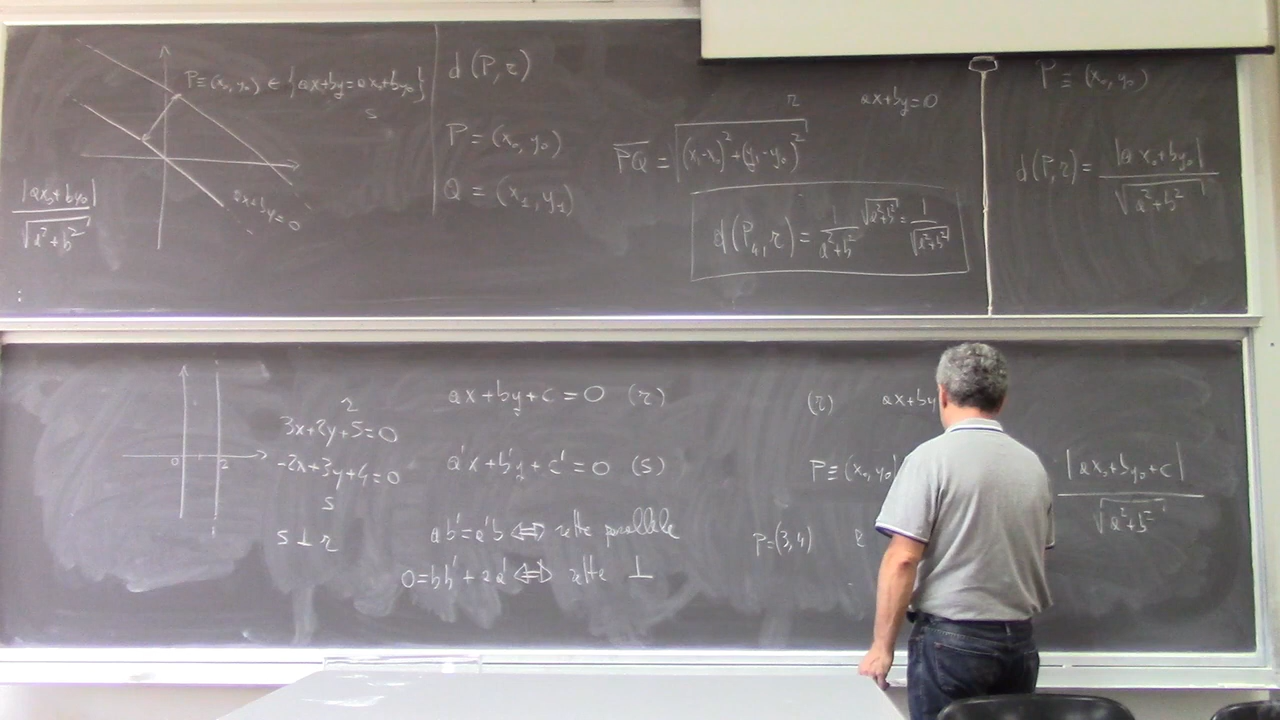 P≡(x₀,y₀) ∈ {ax+by=ax₀+by₀}
s
ax+by=0
|ax₀+by₀|
√(a²+b²)
d(P,r)
P = (x₀,y₀)
Q = (x₁,y₁)
PQ = √((x₁-x₀)²+(y₁-y₀)²)
r ax+by=0
d(P₄,r) = 1/(a²+b²) √(a²+b²) = 1/√(a²+b²)
P ≡ (x₀,y₀)
d(P,r) = |ax₀+by₀|/√(a²+b²)
0 2
r
3x+2y+5=0
-2x+3y+4=0
s
s ⊥ r
ax+by+c=0 (r)
a'x+b'y+c'=0 (s)
ab'=a'b ⇔ rette parallele
0=bb'+aa' ⇔ rette ⊥
(r) ax+by
P≡(x₀,y₀)
|ax₀+by₀+c|
√(a²+b²)
P=(3,4)